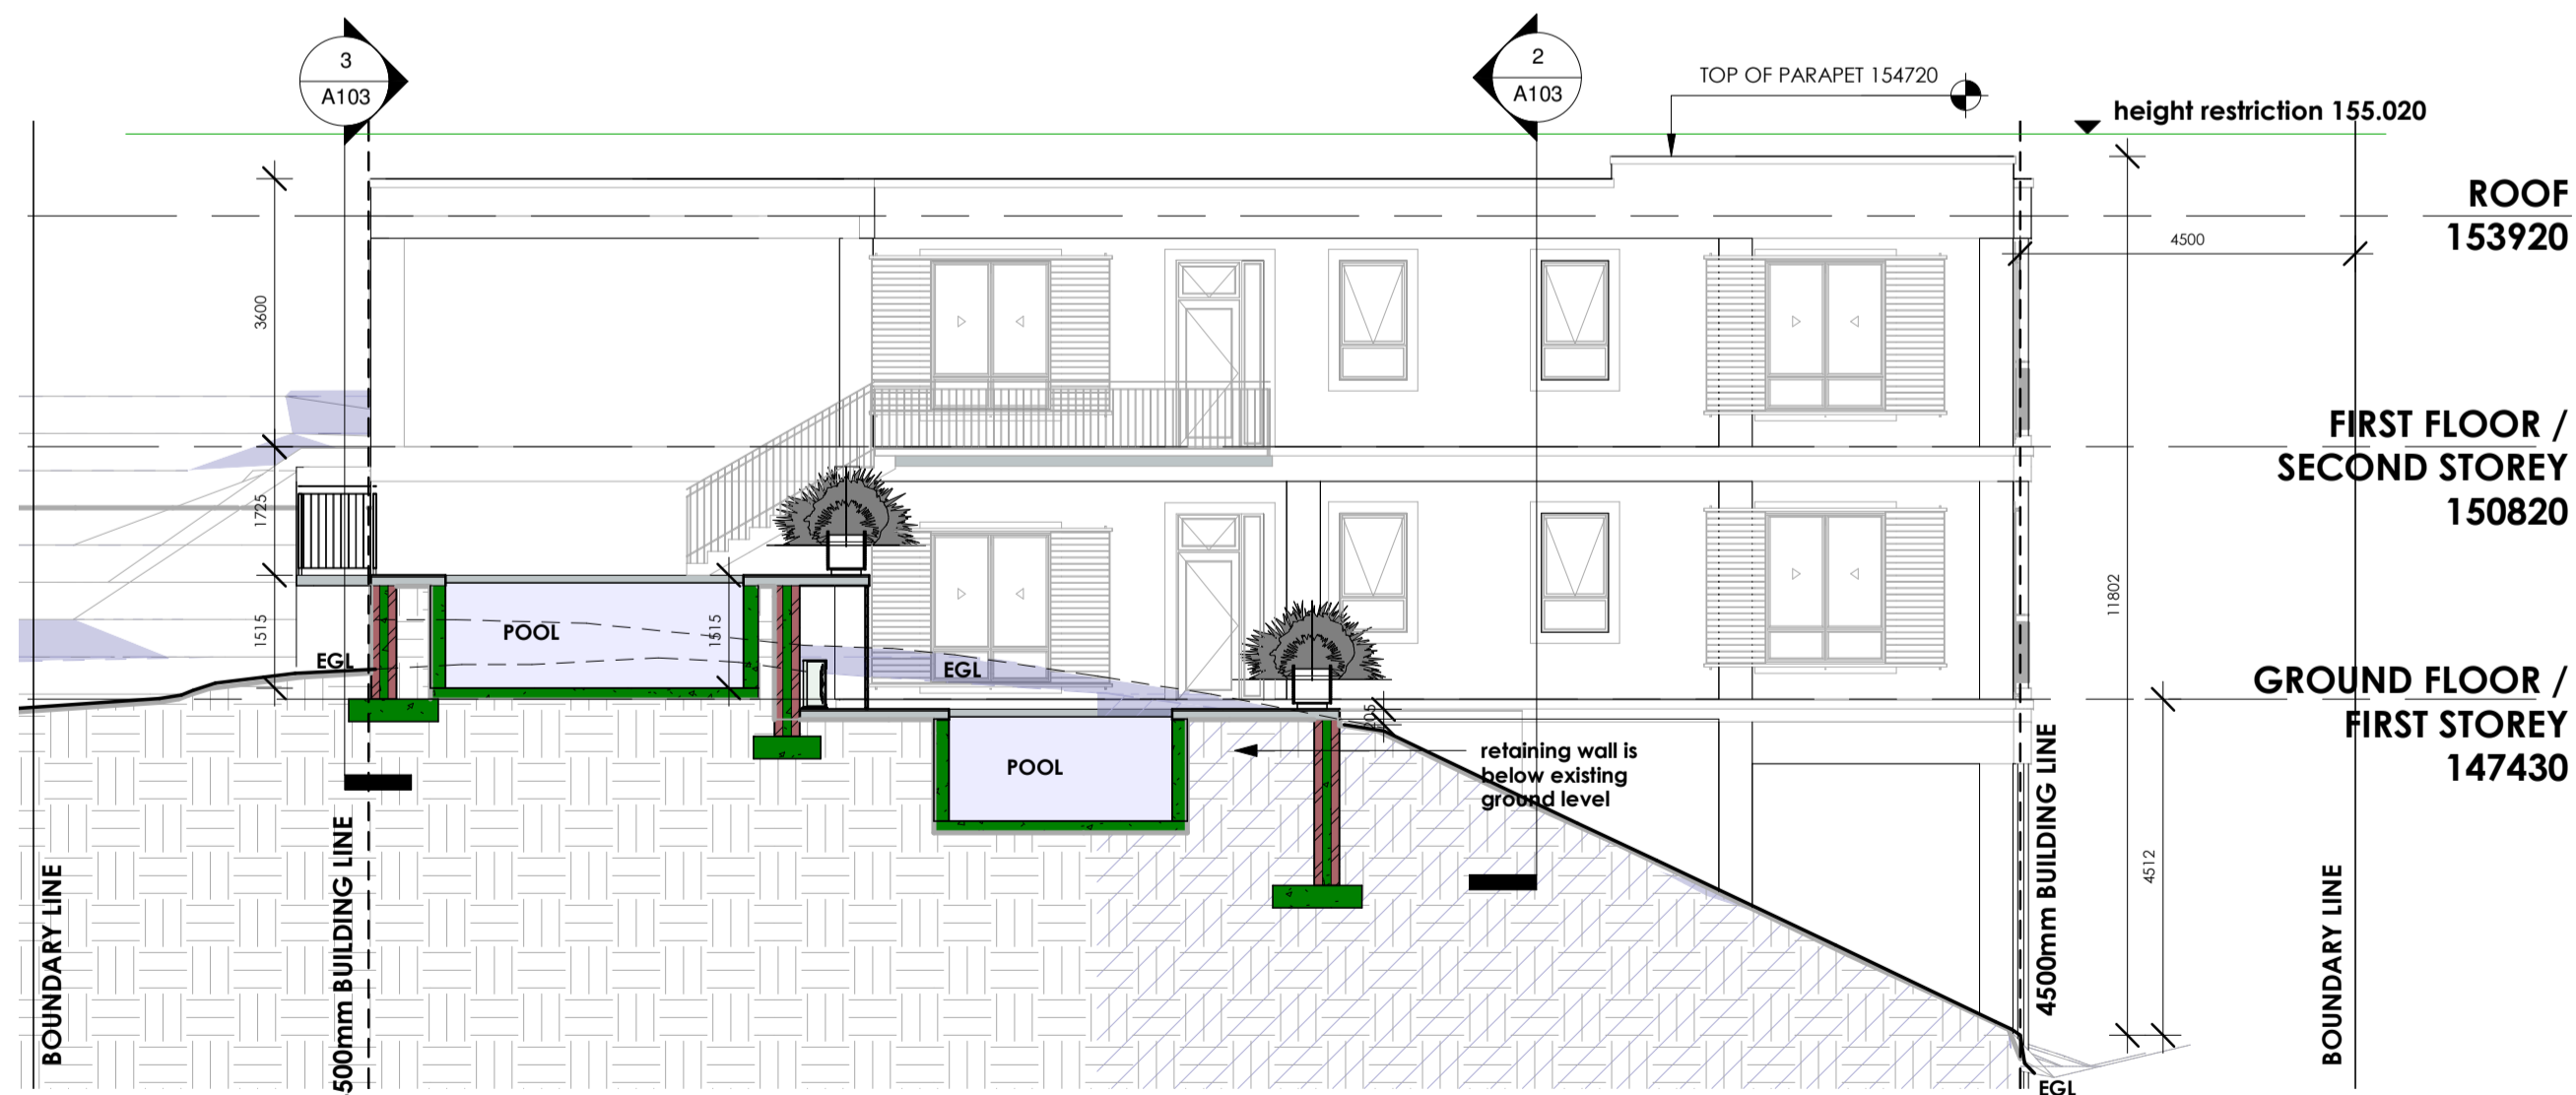 3
A103
2
A103
TOP OF PARAPET 154720
height restriction 155.020
ROOF
153920
4500
3600
FIRST FLOOR /
SECOND STOREY
150820
1725
11802
1515
POOL
1515
EGL
EGL
GROUND FLOOR /
FIRST STOREY
147430
205
retaining wall is
below existing
ground level
POOL
4512
BOUNDARY LINE
500mm BUILDING LINE
4500mm BUILDING LINE
BOUNDARY LINE
EGL